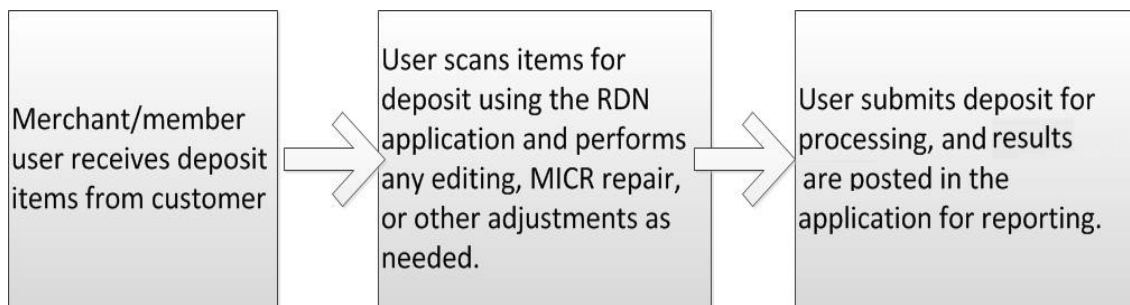 Merchant/member
user receives deposit
items from customer
User scans items for
deposit using the RDN
application and performs
any editing, MICR repair,
or other adjustments as
needed.
User submits deposit for
processing, and results
are posted in the
application for reporting.